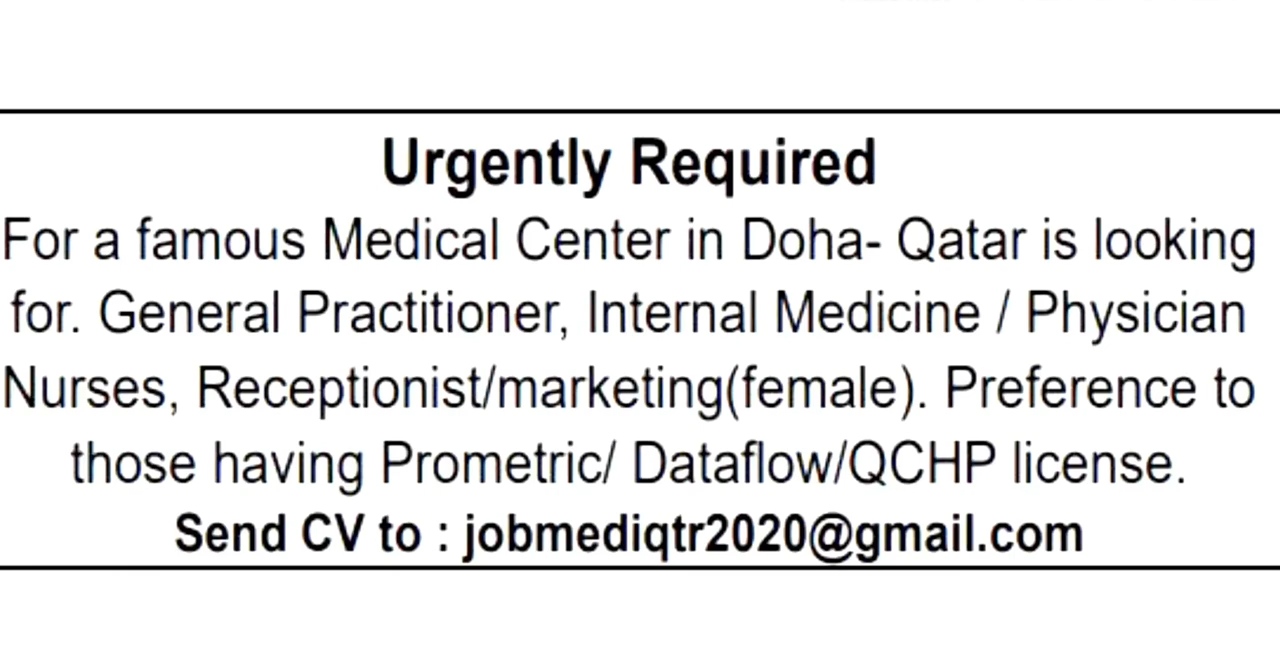 Urgently Required
For a famous Medical Center in Doha- Qatar is looking
for. General Practitioner, Internal Medicine / Physician
Nurses, Receptionist/marketing(female). Preference to
those having Prometric/ Dataflow/QCHP license.
Send CV to : jobmediqtr2020@gmail.com